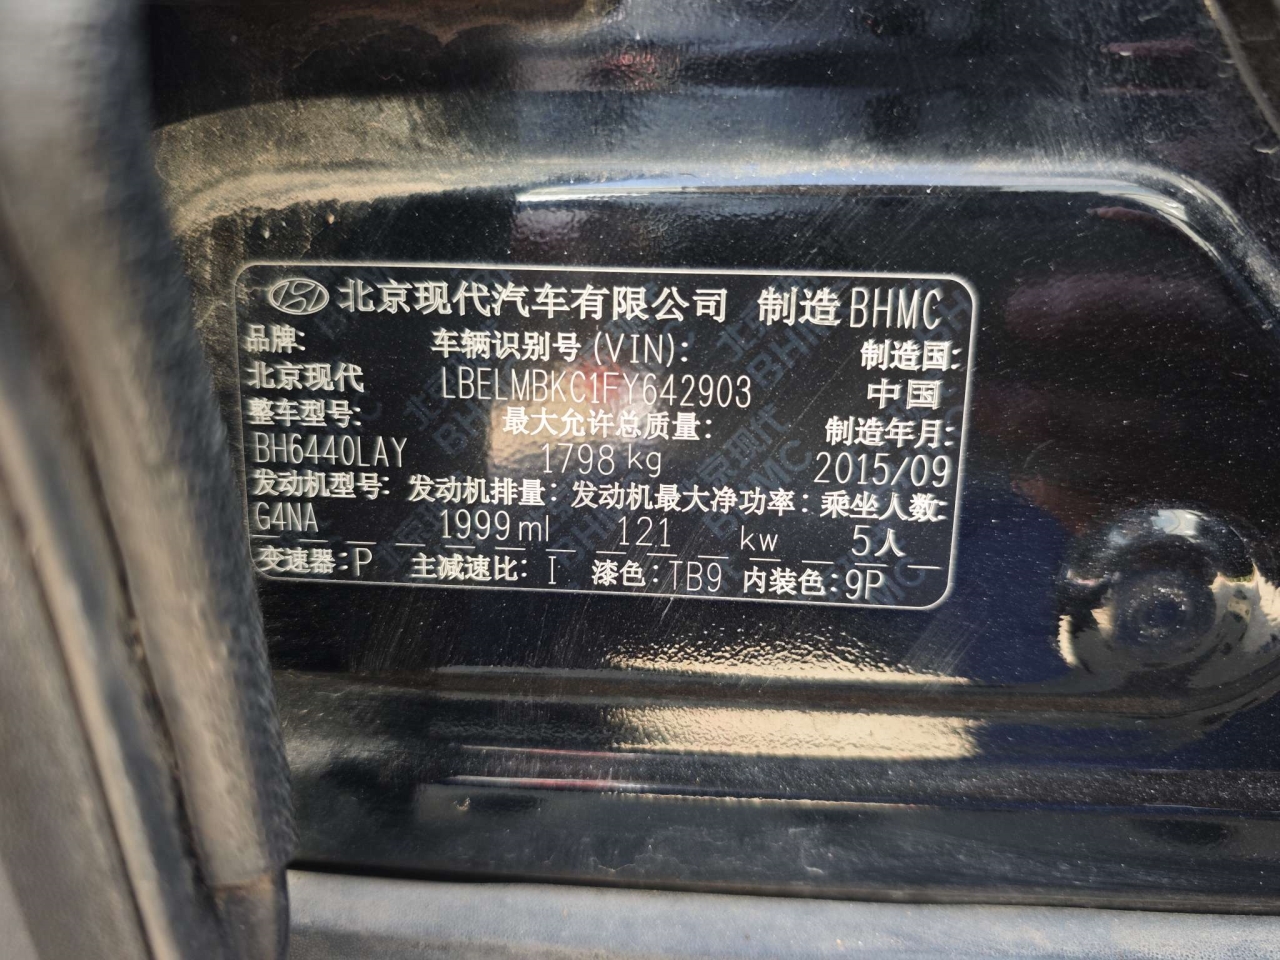 北京现代汽车有限公司 制造 BHMC
品牌: 车辆识别号 (VIN): 制造国:
北京现代 LBELMBKC1FY642903 中国
整车型号: 最大允许总质量: 制造年月:
BH6440LAY 1798 kg 2015/09
发动机型号: 发动机排量: 发动机最大净功率: 乘坐人数:
G4NA 1999 ml 121 kw 5人
变速器: P 主减速比: I 漆色: TB9 内装色: 9P